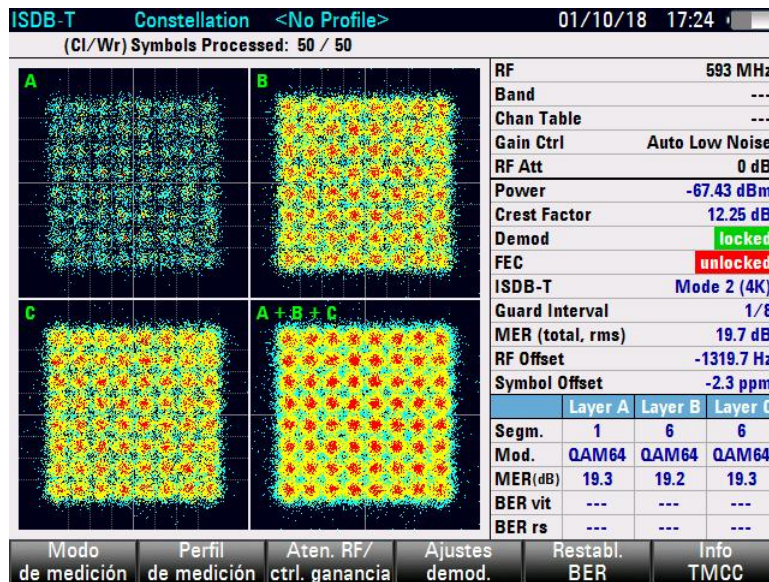 ISDB-T Constellation <No Profile> 01/10/18 17:24
(Cl/Wr) Symbols Processed: 50 / 50
A
B
C
A + B + C
RF 593 MHz
Band ---
Chan Table ---
Gain Ctrl Auto Low Noise
RF Att 0 dB
Power -67.43 dBm
Crest Factor 12.25 dB
Demod locked
FEC unlocked
ISDB-T Mode 2 (4K)
Guard Interval 1/8
MER (total, rms) 19.7 dB
RF Offset -1319.7 Hz
Symbol Offset -2.3 ppm
Layer A Layer B Layer C
Segm. 1 6 6
Mod. QAM64 QAM64 QAM64
MER(dB) 19.3 19.2 19.3
BER vit --- --- ---
BER rs --- --- ---
Modo de medición
Perfil de medición
Aten. RF/ ctrl. ganancia
Ajustes demod.
Restabl. BER
Info TMCC